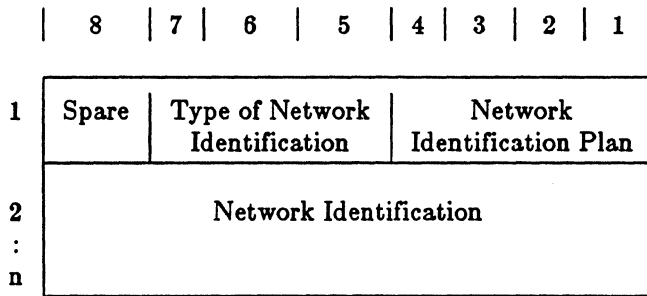 8 7 6 5 4 3 2 1
1 Spare Type of Network Network
Identification Identification Plan
2 Network Identification
:
n